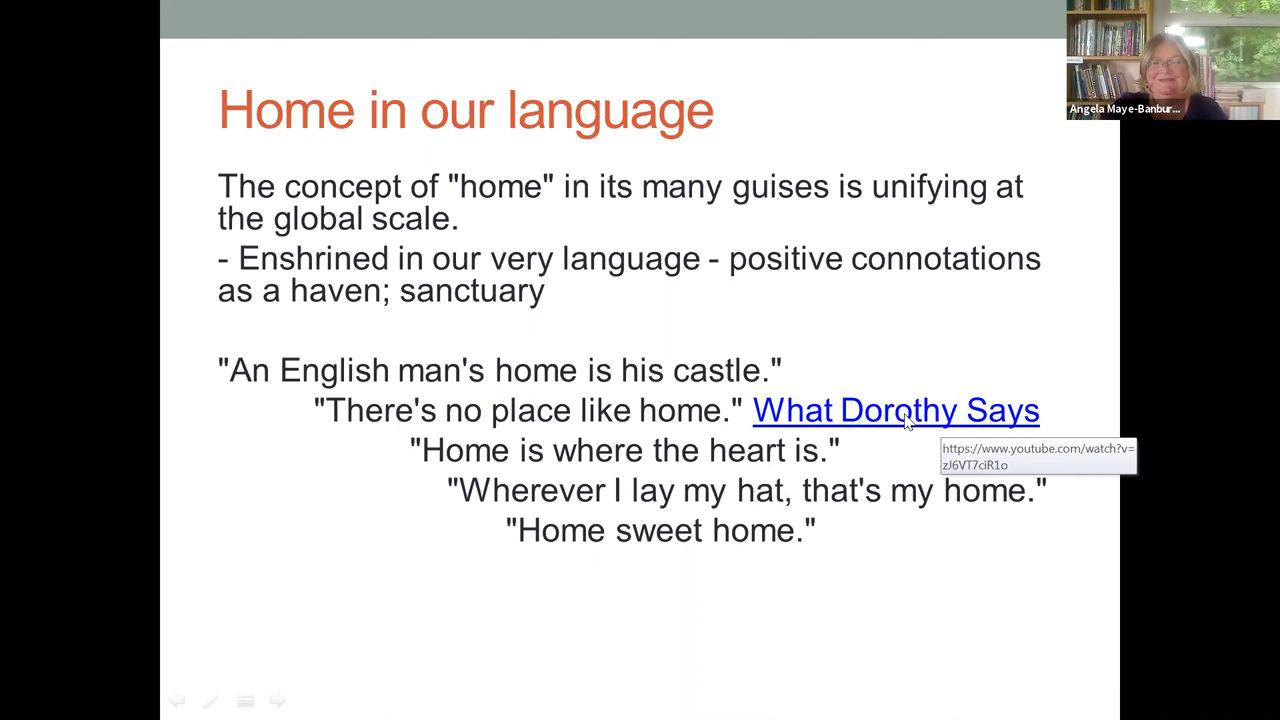 Angela Maye-Banbur...
Home in our language
The concept of "home" in its many guises is unifying at
the global scale.
- Enshrined in our very language - positive connotations
as a haven; sanctuary
"An English man's home is his castle."
"There's no place like home." What Dorothy Says
"Home is where the heart is."
https://www.youtube.com/watch?v=
zJ6VT7ciR1o
"Wherever I lay my hat, that's my home."
"Home sweet home."